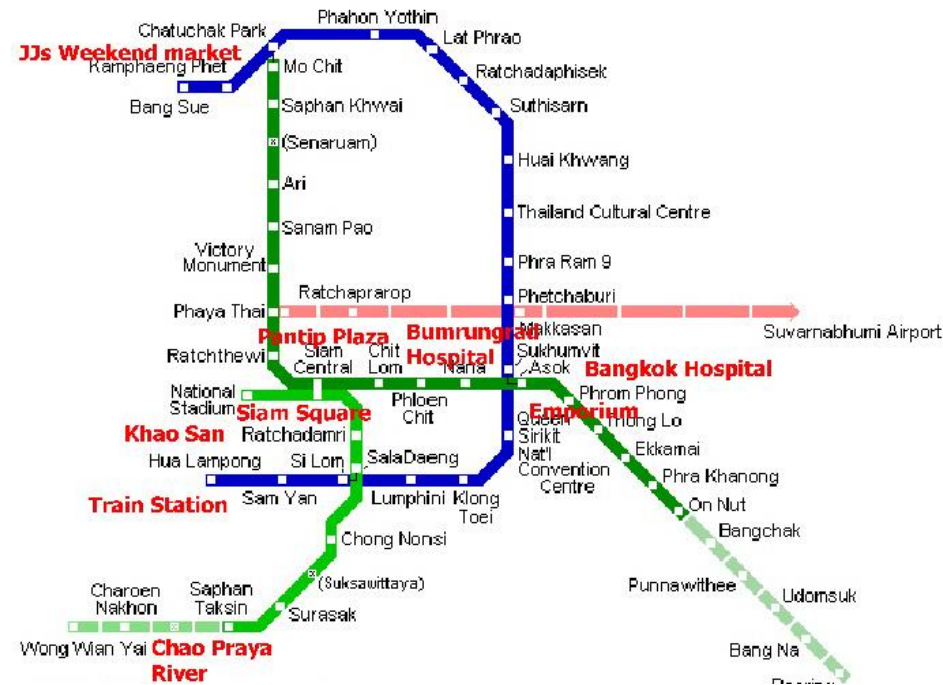 Phahon Yothin
Chatuchak Park
Lat Phrao
JJs Weekend market
Kamphaeng Phet
Mo Chit
Ratchadaphisek
Bang Sue
Saphan Khwai
Suthisarn
(Senaruam)
Huai Khwang
Ari
Thailand Cultural Centre
Sanam Pao
Victory
Monument
Phra Ram 9
Ratchaprarop
Phetchaburi
Phaya Thai
Makkasan
Suvarnabhumi Airport
Pantip Plaza
Bumrungrad
Hospital
Ratchthewi
Siam
Central
Chit
Lom
Nana
Sukhumvit
Asok
Bangkok Hospital
National
Stadium
Siam Square
Phloen
Chit
Phrom Phong
Emporium
Thong Lo
Khao San
Ratchadamri
Queen
Sirikit
Nat'l
Convention
Centre
Ekkamai
Hua Lampong
Si Lom
SalaDaeng
Phra Khanong
Train Station
Sam Yan
Lumphini
Klong
Toei
On Nut
Bangchak
Chong Nonsi
(Suksawittaya)
Punnawithee
Udomsuk
Charoen
Nakhon
Saphan
Taksin
Surasak
Wong Wian Yai
Chao Praya
River
Bang Na